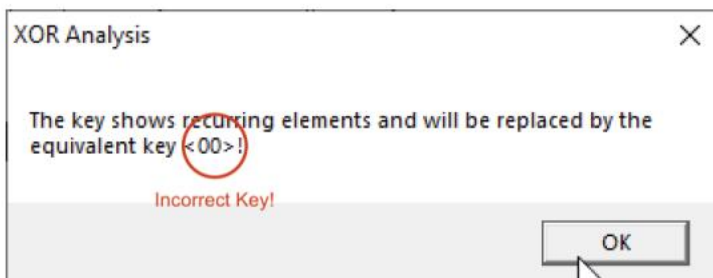 XOR Analysis
The key shows recurring elements and will be replaced by the
equivalent key <00>!
Incorrect Key!
OK